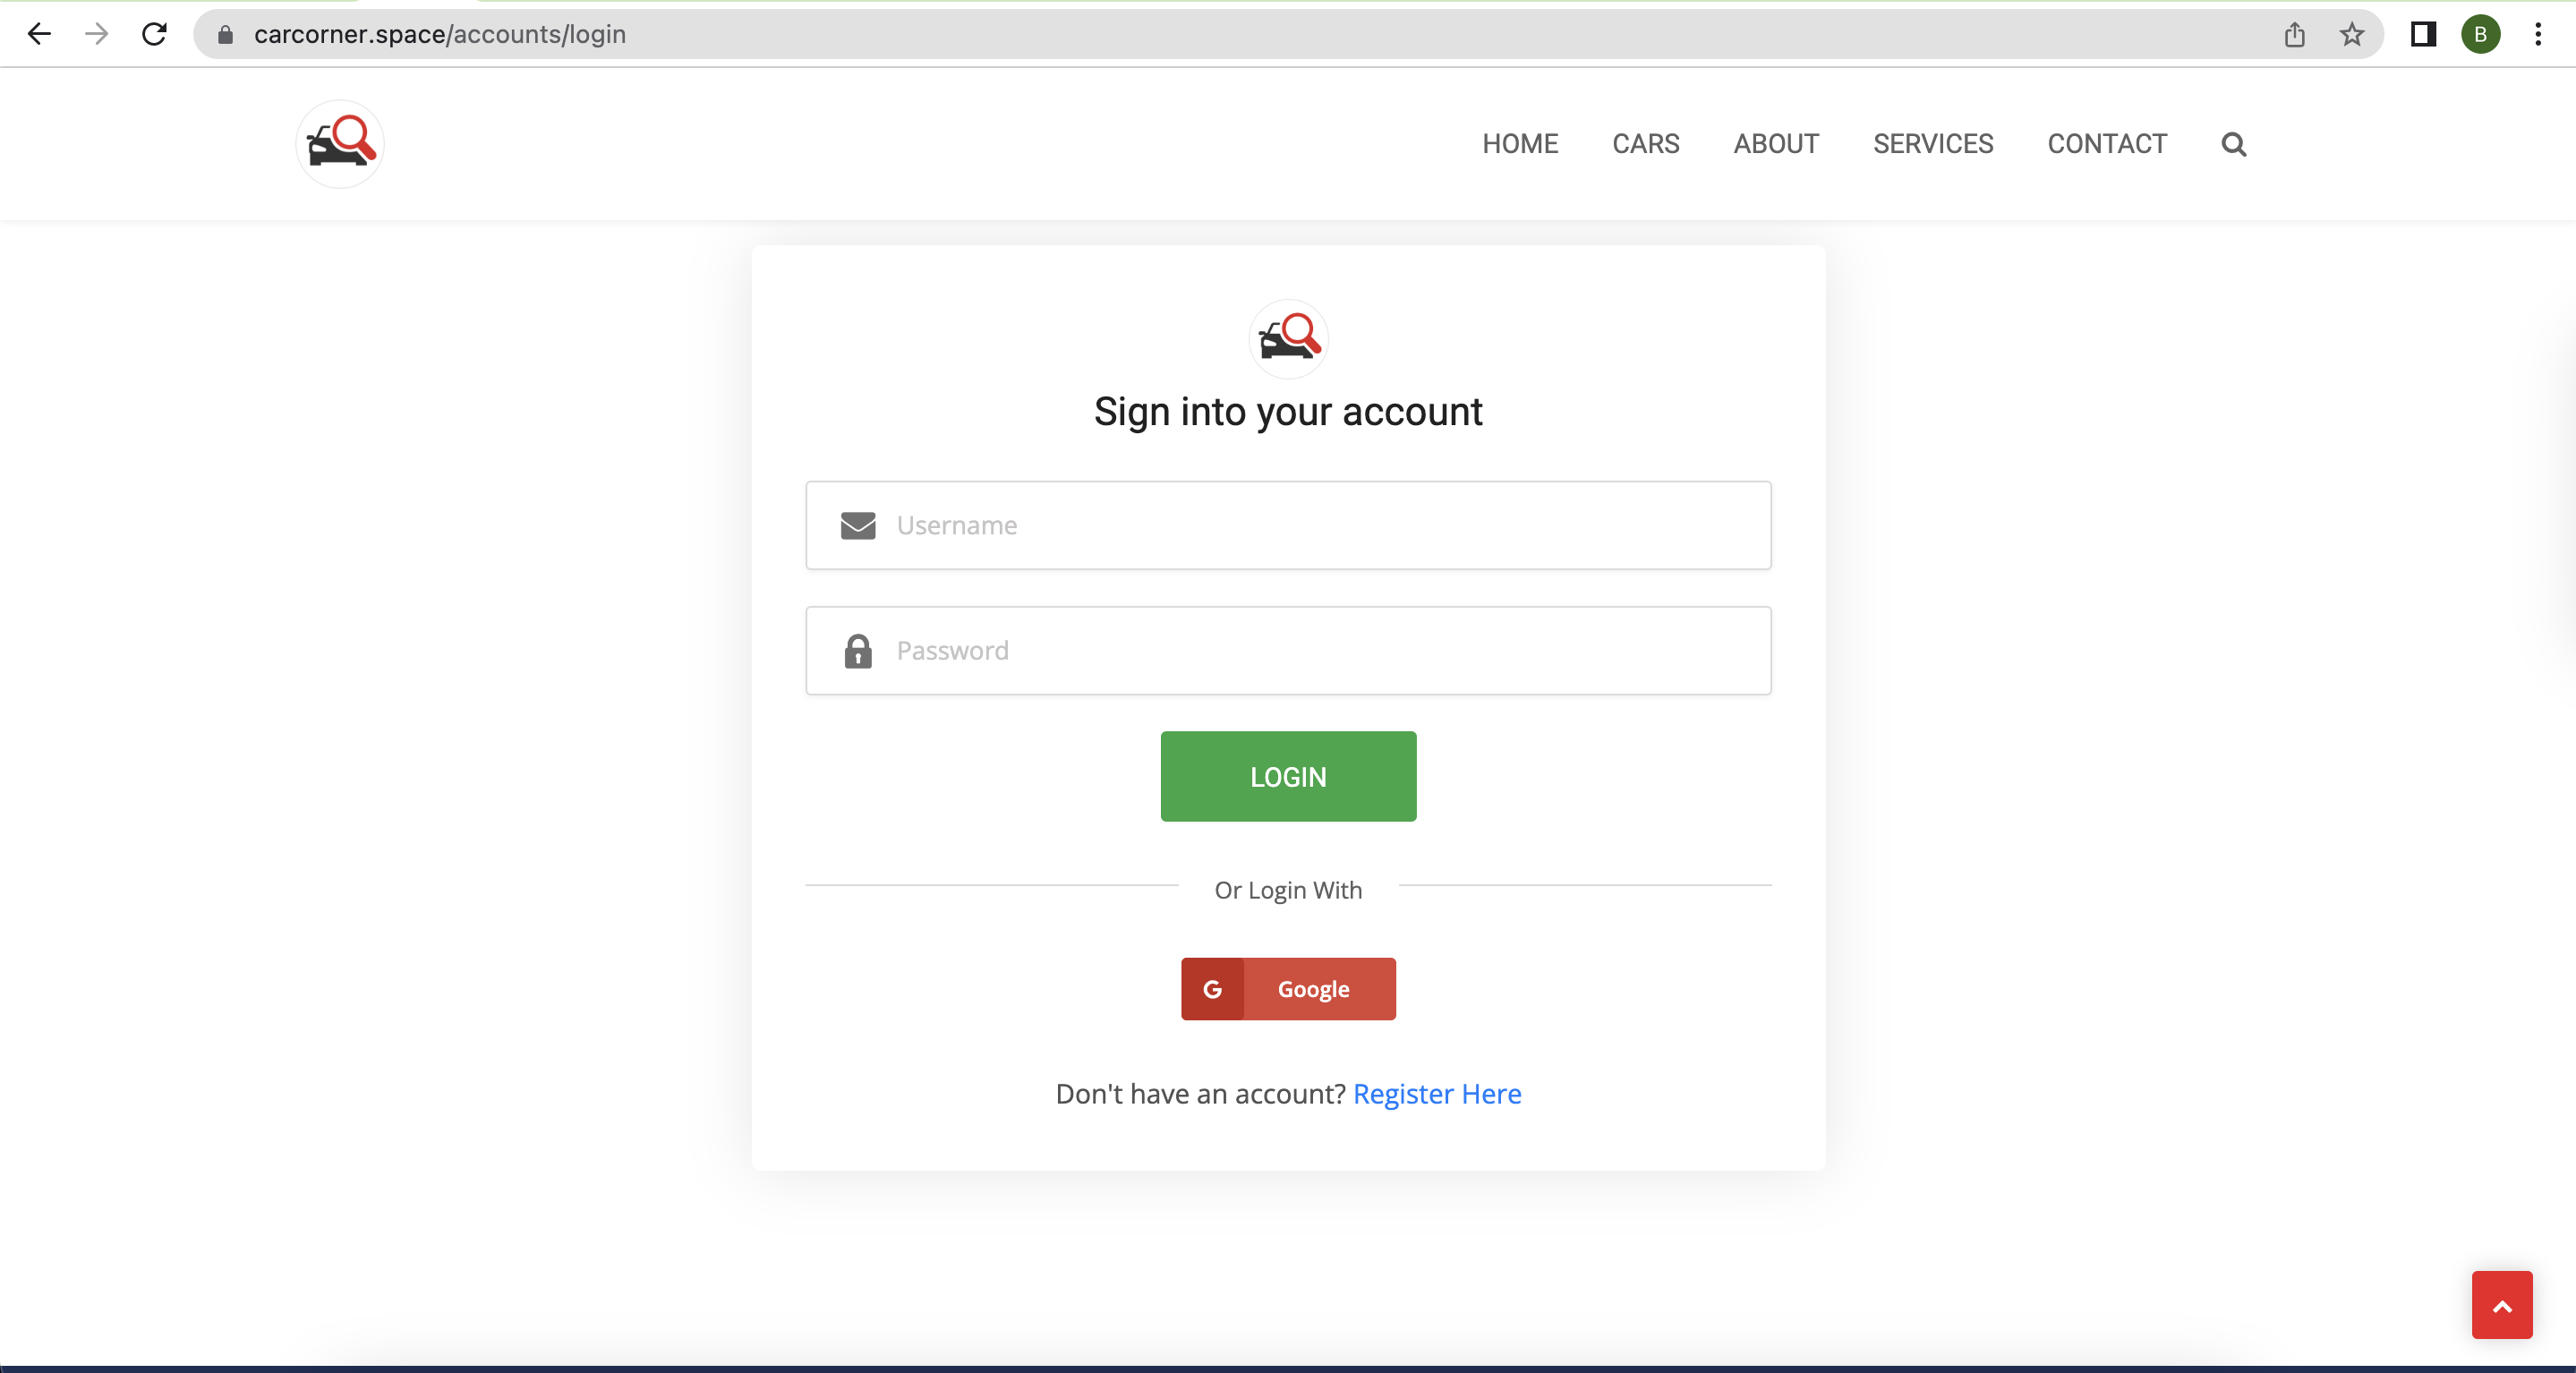 carcorner.space/accounts/login
B
HOME CARS ABOUT SERVICES CONTACT
Sign into your account
Username
Password
LOGIN
Or Login With
G Google
Don't have an account? Register Here